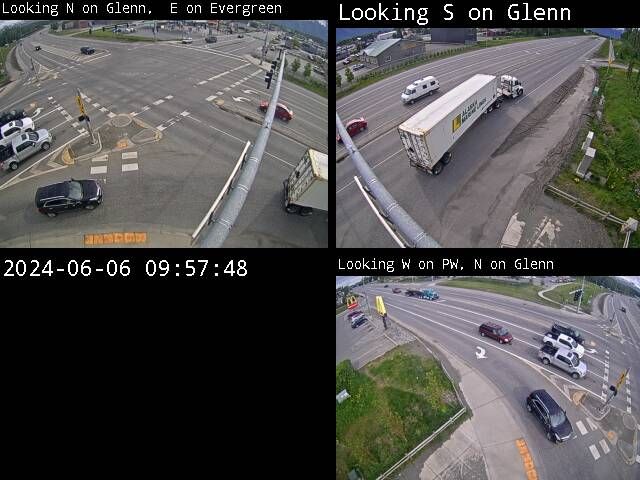 Looking N on Glenn, E on Evergreen
Looking S on Glenn
2024-06-06 09:57:48
Looking W on PW, N on Glenn